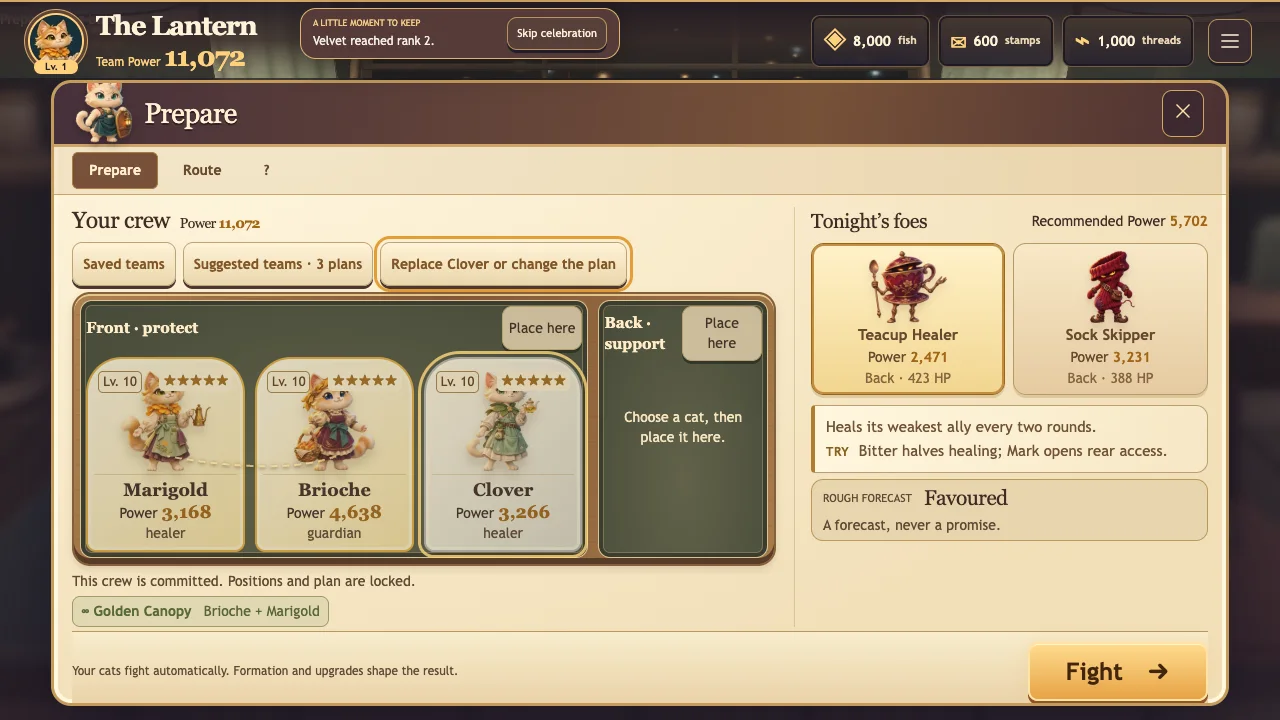 The Lantern
Team Power 11,072
Lv. 1
A LITTLE MOMENT TO KEEP
Velvet reached rank 2.
Skip celebration
8,000 fish
600 stamps
1,000 threads
Prepare
Prepare
Route
?
Your crew Power 11,072
Saved teams
Suggested teams · 3 plans
Replace Clover or change the plan
Front · protect
Place here
Back ·
support
Place
here
Lv. 10 ★★★★★
Marigold
Power 3,168
healer
Lv. 10 ★★★★★
Brioche
Power 4,638
guardian
Lv. 10 ★★★★★
Clover
Power 3,266
healer
Choose a cat, then
place it here.
This crew is committed. Positions and plan are locked.
∞ Golden Canopy Brioche + Marigold
Tonight's foes
Recommended Power 5,702
Teacup Healer
Power 2,471
Back · 423 HP
Sock Skipper
Power 3,231
Back · 388 HP
Heals its weakest ally every two rounds.
TRY Bitter halves healing; Mark opens rear access.
ROUGH FORECAST Favoured
A forecast, never a promise.
Your cats fight automatically. Formation and upgrades shape the result.
Fight →